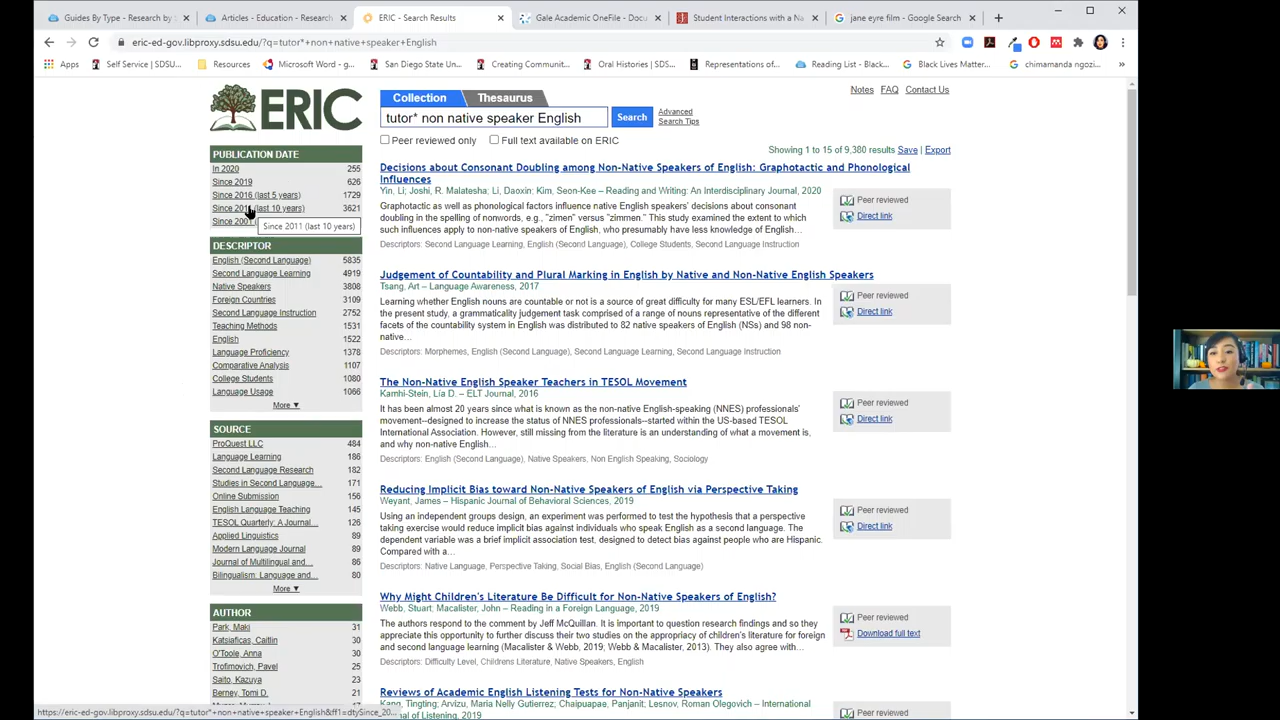 Guides By Type - Research by s
Articles - Education - Research
ERIC - Search Results
Gale Academic OneFile - Docu
Student Interactions with a Na
jane eyre film - Google Search
eric-ed-gov.libproxy.sdsu.edu/?q=tutor*+non+native+speaker+English
Apps
Self Service | SDSU...
Resources
Microsoft Word - g...
San Diego State Un...
Creating Communit...
Oral Histories | SDS...
Representations of...
Reading List - Black...
Black Lives Matter...
chimamanda ngozi...
»
ERIC
Collection
Thesaurus
Notes
FAQ
Contact Us
tutor* non native speaker English
Search
Advanced
Search Tips
Peer reviewed only
Full text available on ERIC
Showing 1 to 15 of 9,380 results
Save
|
Export
PUBLICATION DATE
In 2020 255
Since 2019 626
Since 2016 (last 5 years) 1729
(last 10 years) 3621
Since 2001
Since 2011 (last 10 years)
DESCRIPTOR
English (Second Language) 5835
Second Language Learning 4919
Native Speakers 3808
Foreign Countries 3109
Second Language Instruction 2752
Teaching Methods 1531
English 1522
Language Proficiency 1378
Comparative Analysis 1107
College Students 1080
Language Usage 1066
More ▼
SOURCE
ProQuest LLC 484
Language Learning 186
Second Language Research 182
Studies in Second Language... 171
Online Submission 156
English Language Teaching 145
TESOL Quarterly: A Journal... 126
Applied Linguistics 89
Modern Language Journal 89
Journal of Multilingual and... 86
Bilingualism: Language and... 80
More ▼
AUTHOR
Park, Maki 31
Katsiaficas, Caitlin 30
O'Toole, Anna 30
Trofimovich, Pavel 25
Saito, Kazuya 23
Berney, Tomi D. 21
Decisions about Consonant Doubling among Non-Native Speakers of English: Graphotactic and Phonological
Influences
Yin, Li; Joshi, R. Malatesha; Li, Daoxin; Kim, Seon-Kee – Reading and Writing: An Interdisciplinary Journal, 2020
Graphotactic as well as phonological factors influence native speakers' decisions about consonant
doubling in the spelling of nonwords, e.g., "zimen" versus "zimmen." This study examined the extent to which
such influences apply to non-native speakers of English, who presumably have less knowledge of English...
Descriptors: Second Language Learning, English (Second Language), College Students, Second Language Instruction
Peer reviewed
Direct link
Judgement of Countability and Plural Marking in English by Native and Non-Native English Speakers
Tsang, Art – Language Awareness, 2017
Learning whether English nouns are countable or not is a source of great difficulty for many ESL/EFL learners. In
the present study, a grammaticality judgement task comprised of a range of nouns representative of the different
facets of the countability system in English was distributed to 82 native speakers of English (NSs) and 98 non-
native...
Descriptors: Morphemes, English (Second Language), Second Language Learning, Second Language Instruction
Peer reviewed
Direct link
The Non-Native English Speaker Teachers in TESOL Movement
Kamhi-Stein, Lía D. – ELT Journal, 2016
It has been almost 20 years since what is known as the non-native English-speaking (NNES) professionals'
movement--designed to increase the status of NNES professionals--started within the US-based TESOL
International Association. However, still missing from the literature is an understanding of what a movement is,
and why non-native English...
Descriptors: English (Second Language), Native Speakers, Non English Speaking, Sociology
Peer reviewed
Direct link
Reducing Implicit Bias toward Non-Native Speakers of English via Perspective Taking
Weyant, James – Hispanic Journal of Behavioral Sciences, 2019
Using an independent groups design, an experiment was performed to test the hypothesis that a perspective
taking exercise would reduce implicit bias against individuals who speak English as a second language. The
dependent variable was a brief implicit association test, designed to detect bias against people who are Hispanic.
Compared with a...
Descriptors: Native Language, Perspective Taking, Social Bias, English (Second Language)
Peer reviewed
Direct link
Why Might Children's Literature Be Difficult for Non-Native Speakers of English?
Webb, Stuart; Macalister, John – Reading in a Foreign Language, 2019
The authors respond to the comment by Jeff McQuillan. It is important to question research findings and so they
appreciate this opportunity to further discuss their two studies on the appropriacy of children's literature for foreign
and second language learning (Macalister & Webb, 2019; Webb & Macalister, 2013). They also agree with...
Descriptors: Difficulty Level, Childrens Literature, Native Speakers, English
Peer reviewed
Download full text
Reviews of Academic English Listening Tests for Non-Native Speakers
Kang, Tingting; Arvizu, Maria Nelly Gutierrez; Chaipuapae, Panjanit; Lesnov, Roman Olegovich – International
Journal of Listening, 2019
Peer reviewed
https://eric-ed-gov.libproxy.sdsu.edu/?q=tutor*+non+native+speaker+English&ff1=dtySince_20...